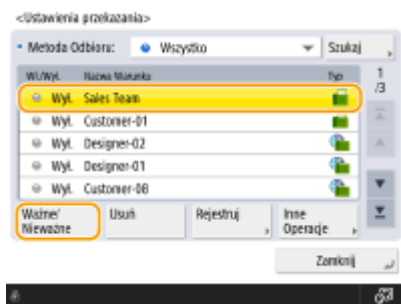 <Ustawienia przekazania>
Metoda Odbioru: Wszystko Szukaj
Wł./Wył. Nazwa Warunku Typ
Wył. Sales Team
Wył. Customer-01
Wył. Designer-02
Wył. Designer-01
Wył. Customer-08
1
/3
Ważne/ Usuń Rejestruj Inne
Nieważne Operacje
Zamknij